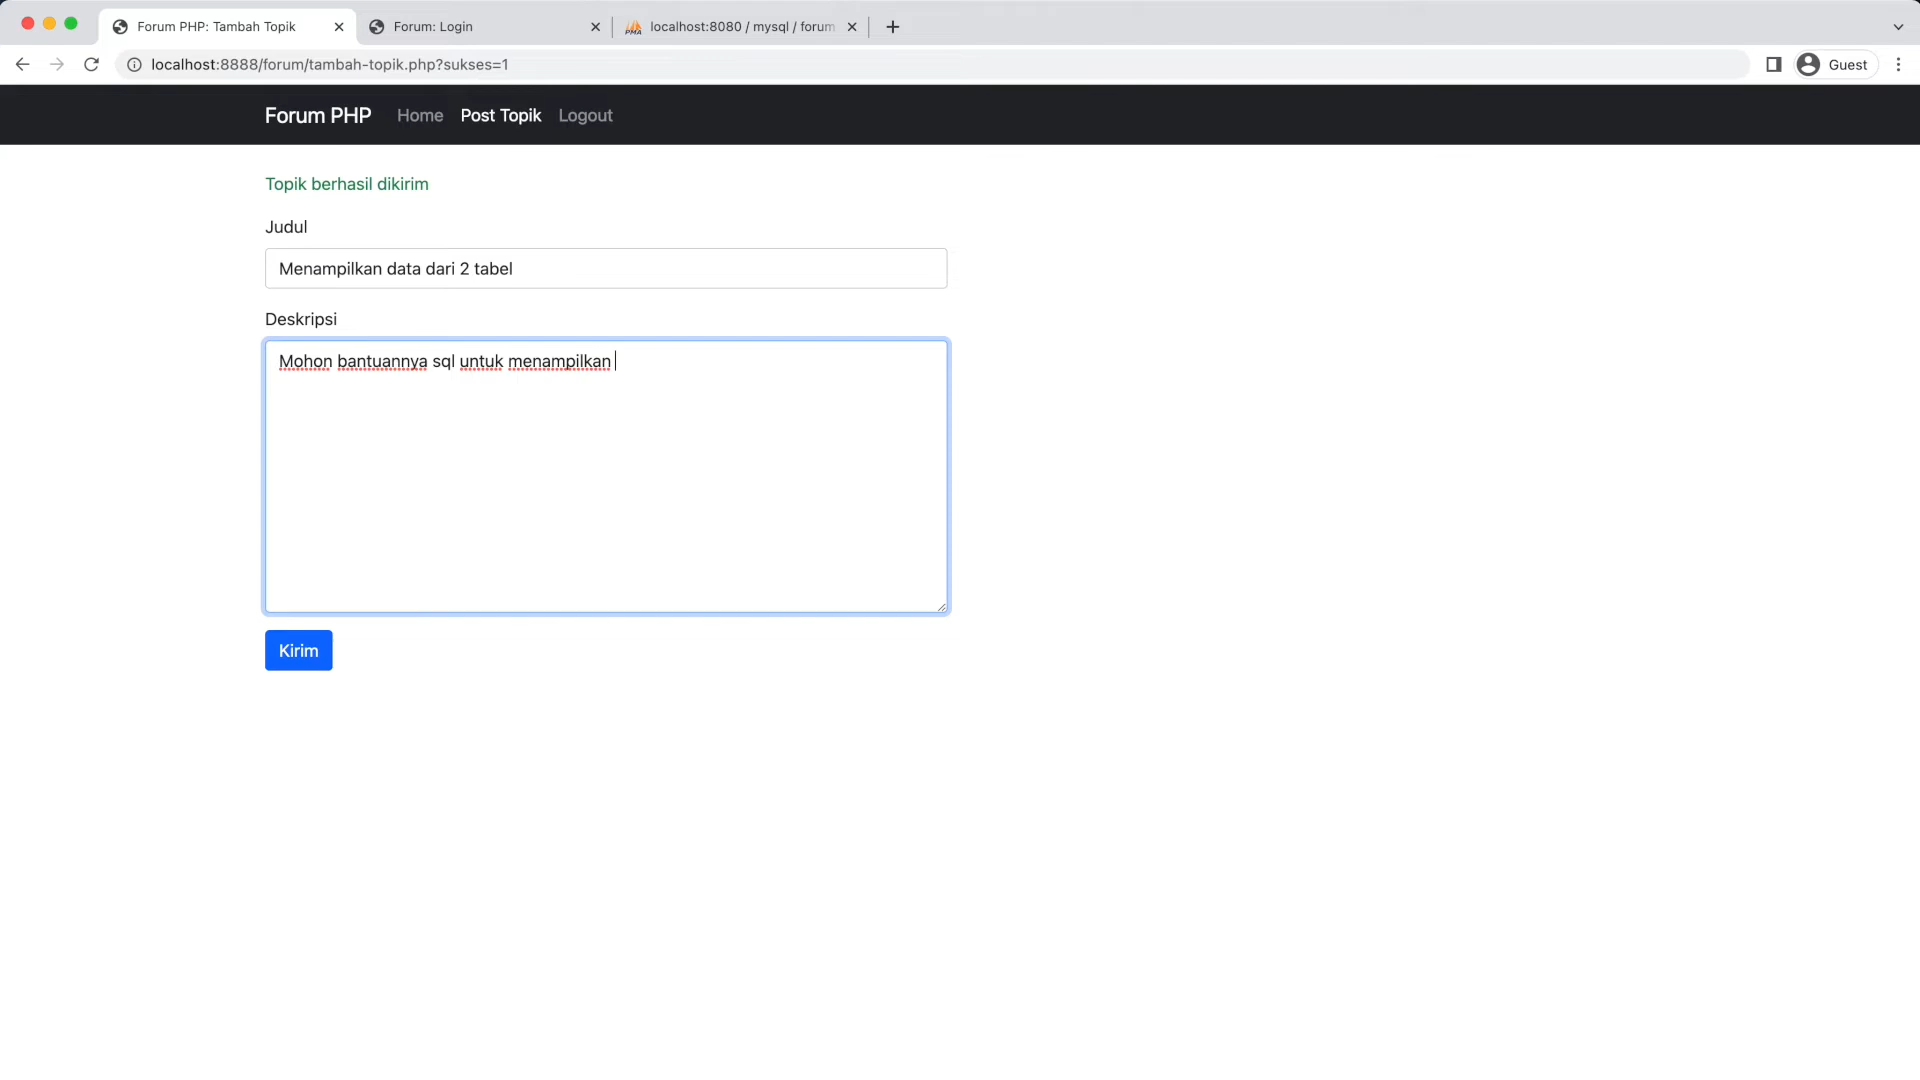 Forum PHP: Tambah Topik
Forum: Login
localhost:8080 / mysql / forum
localhost:8888/forum/tambah-topik.php?sukses=1
Guest
Forum PHP Home Post Topik Logout
Topik berhasil dikirim
Judul
Menampilkan data dari 2 tabel
Deskripsi
Mohon bantuannya sql untuk menampilkan
Kirim